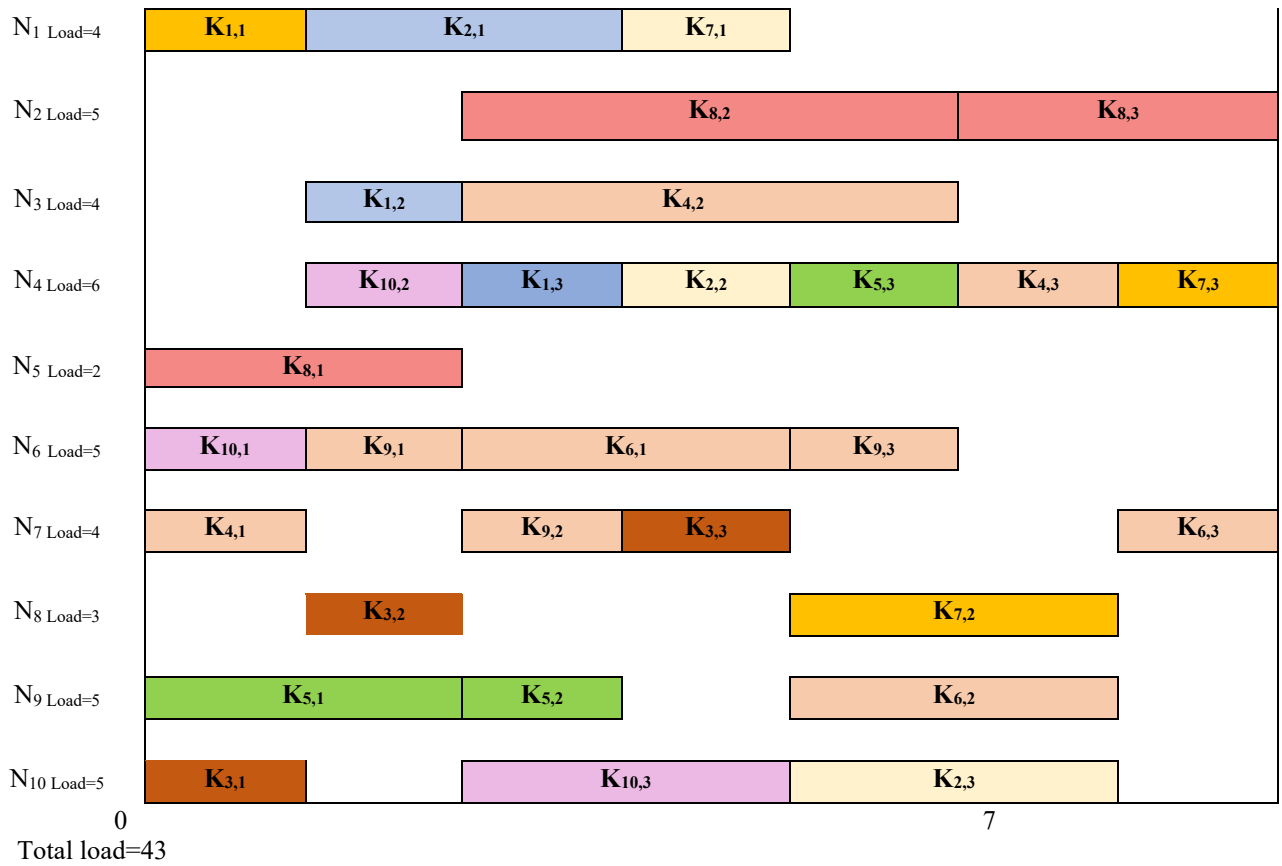 N1 Load=4 K1,1 K2,1 K7,1
N2 Load=5 K8,2 K8,3
N3 Load=4 K1,2 K4,2
N4 Load=6 K10,2 K1,3 K2,2 K5,3 K4,3 K7,3
N5 Load=2 K8,1
N6 Load=5 K10,1 K9,1 K6,1 K9,3
N7 Load=4 K4,1 K9,2 K3,3 K6,3
N8 Load=3 K3,2 K7,2
N9 Load=5 K5,1 K5,2 K6,2
N10 Load=5 K3,1 K10,3 K2,3
0 7
Total load=43